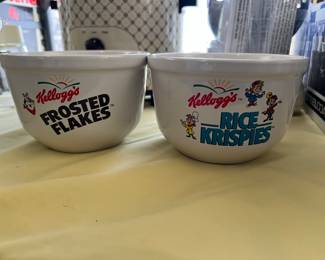 Kellogg's
FROSTED
FLAKES
Kellogg's
RICE
KRISPIES